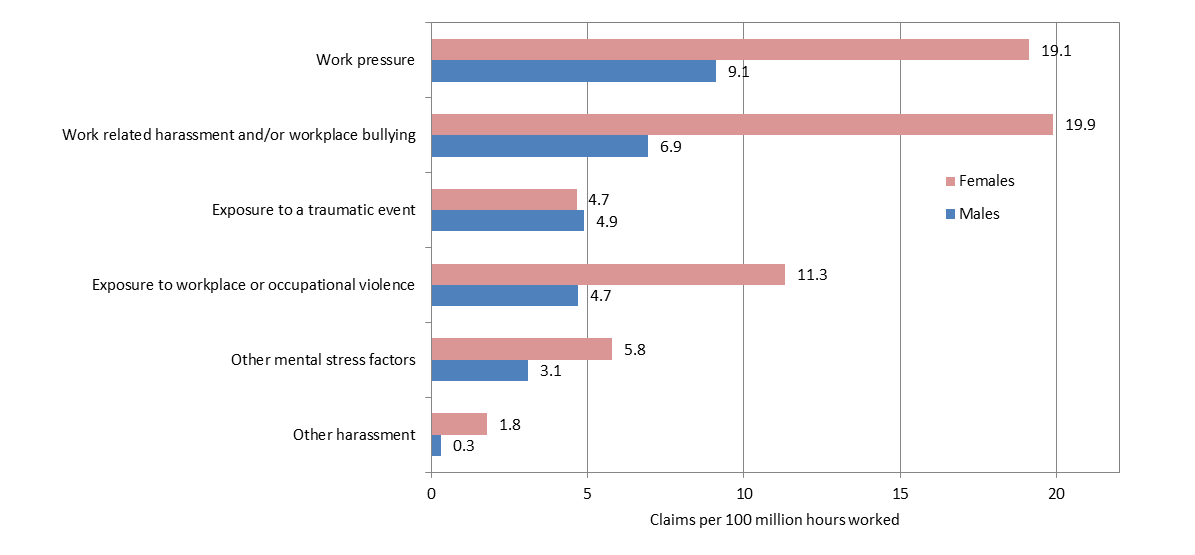 Work pressure
19.1
9.1
Work related harassment and/or workplace bullying
19.9
6.9
Females
Males
Exposure to a traumatic event
4.7
4.9
Exposure to workplace or occupational violence
11.3
4.7
Other mental stress factors
5.8
3.1
Other harassment
1.8
0.3
0 5 10 15 20
Claims per 100 million hours worked